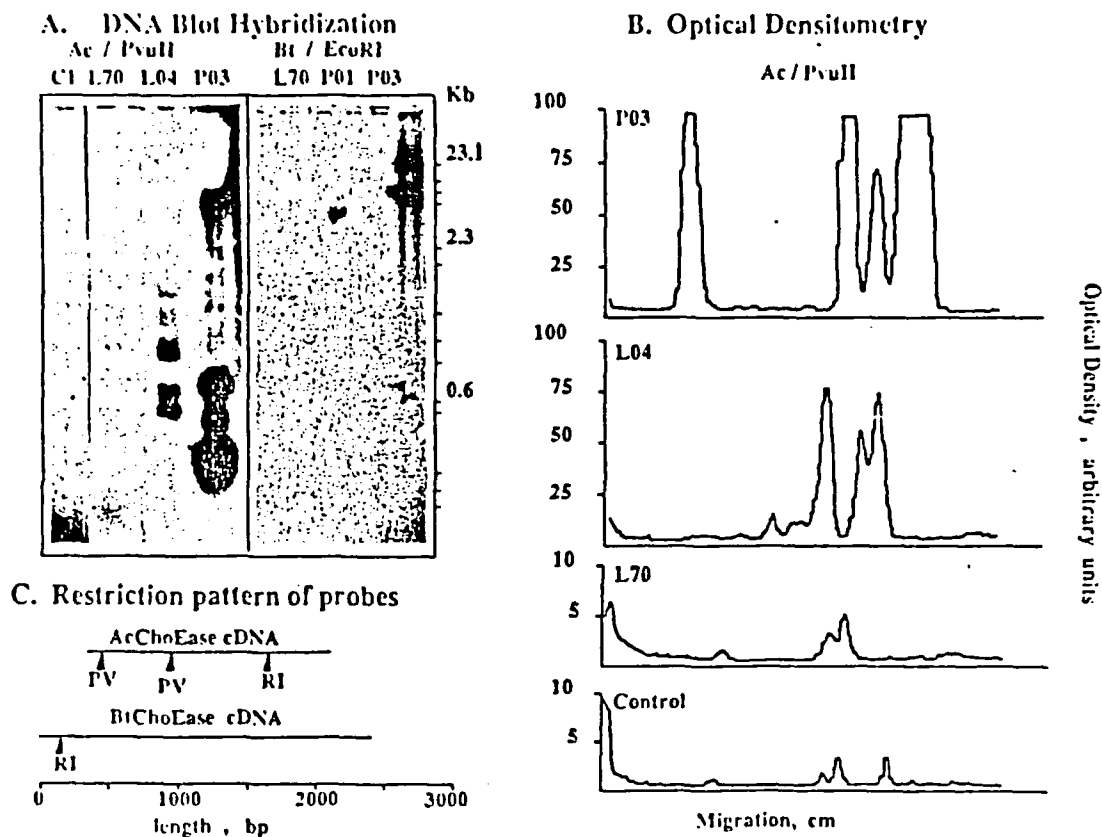 A. DNA Blot Hybridization
Ac / PvuII Bt / EcoRI
C1 L70 L04 P03 L70 P01 P03
Kb
23.1
2.3
0.6
B. Optical Densitometry
Ac / PvuII
100
P03
75
50
25
100
L04
75
50
25
10
L70
5
10
Control
5
Migration, cm
Optical Density , arbitrary units
C. Restriction pattern of probes
AcChoEase cDNA
PV PV RI
BtChoEase cDNA
RI
0 1000 2000 3000
length , bp